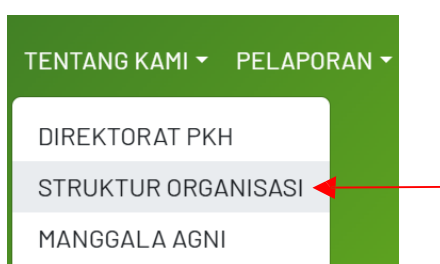 TENTANG KAMI PELAPORAN
DIREKTORAT PKH
STRUKTUR ORGANISASI
MANGGALA AGNI